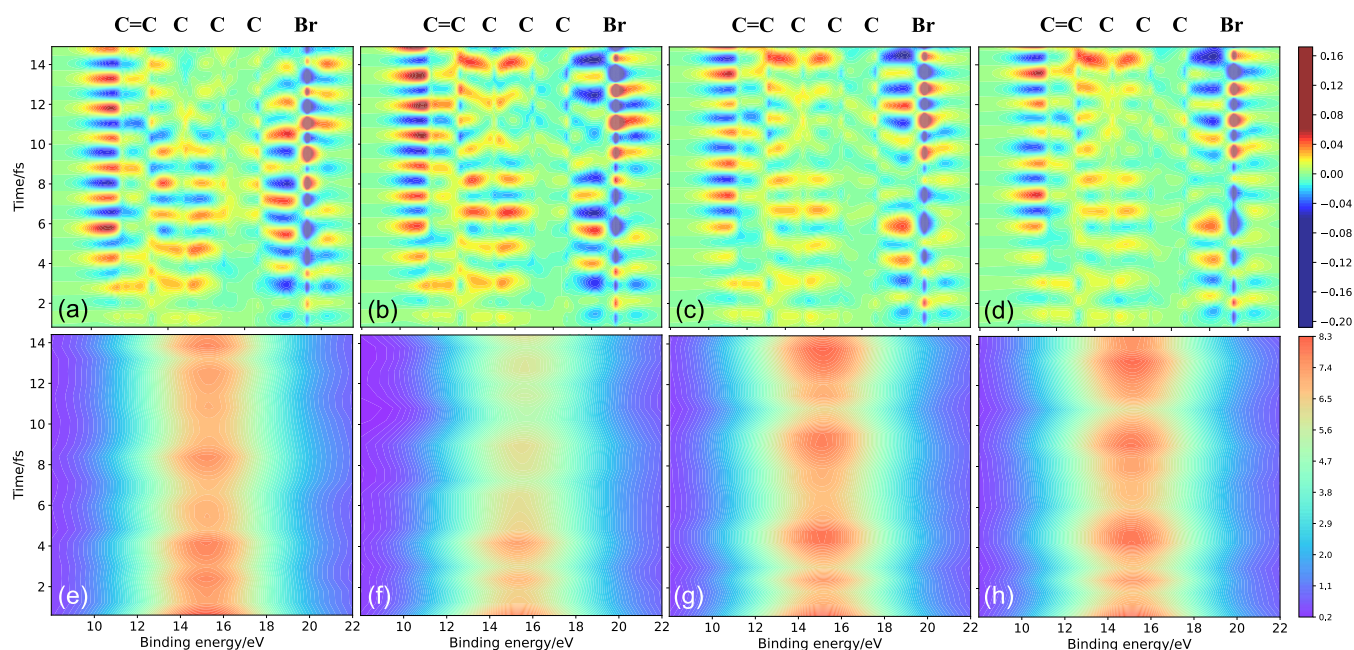 C=C C C C Br C=C C C C Br C=C C C C Br C=C C C C Br
Time/fs
14
12
10
8
6
4
2
(a)
(b)
(c)
(d)
0.16
0.12
0.08
0.04
0.00
−0.04
−0.08
−0.12
−0.16
−0.20
Time/fs
14
12
10
8
6
4
2
(e)
(f)
(g)
(h)
8.3
7.4
6.5
5.6
4.7
3.8
2.9
2.0
1.1
0.2
10 12 14 16 18 20 22 10 12 14 16 18 20 22 10 12 15 17 18 20 22 10 12 15 17 18 20 22
Binding energy/eV Binding energy/eV Binding energy/eV Binding energy/eV